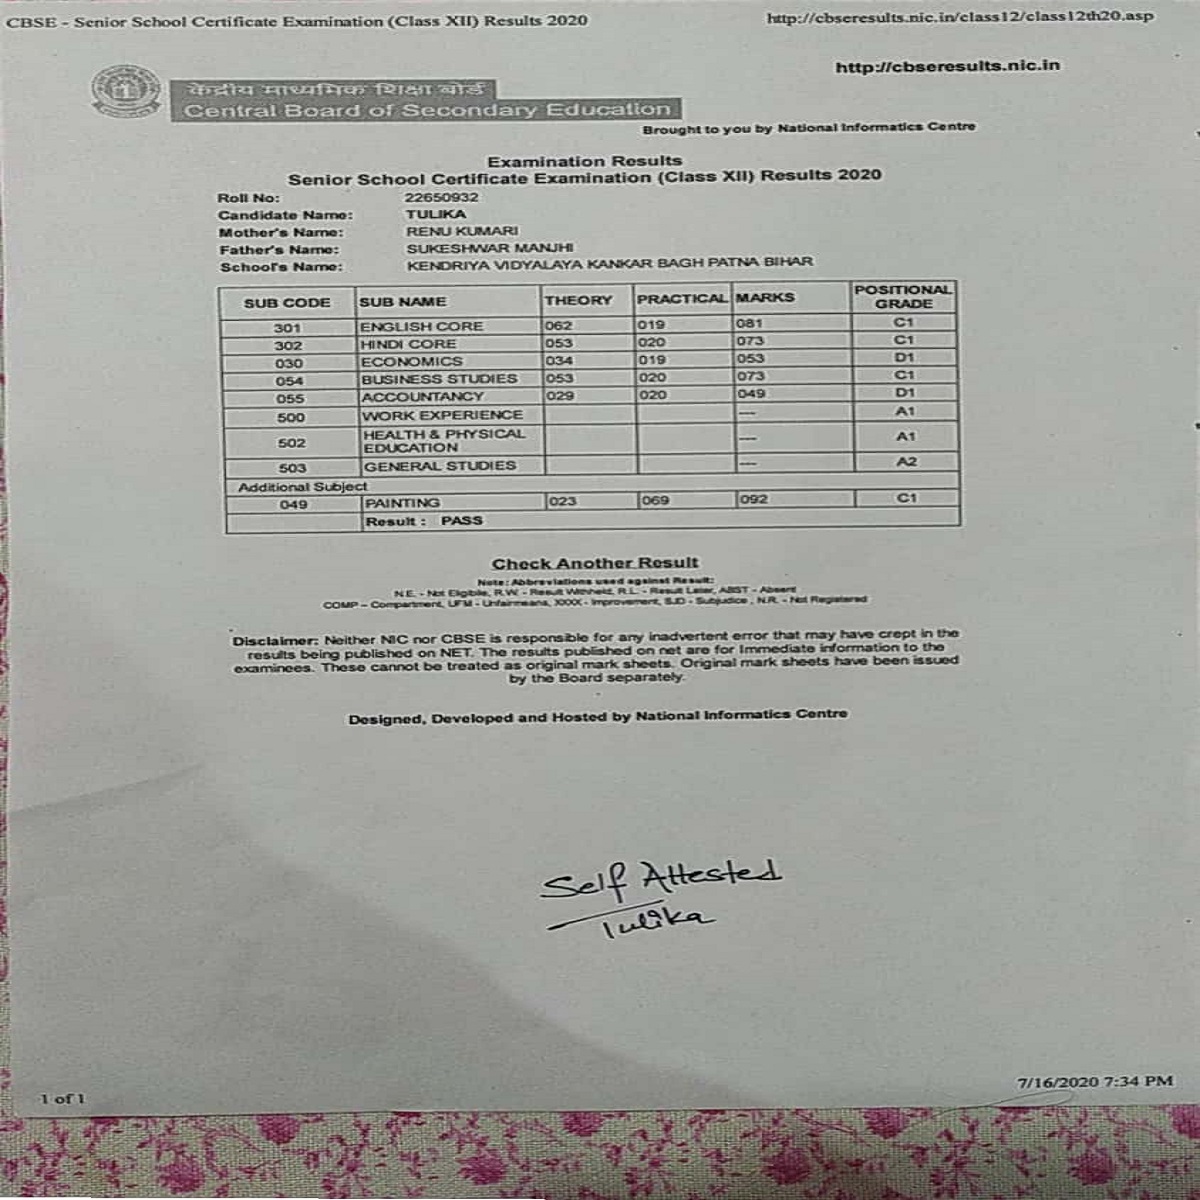 CBSE - Senior School Certificate Examination (Class XII) Results 2020 http://cbseresults.nic.in/class12/class12th20.asp
http://cbseresults.nic.in
केन्द्रीय माध्यमिक शिक्षा बोर्ड
Central Board of Secondary Education
Brought to you by National Informatics Centre
Examination Results
Senior School Certificate Examination (Class XII) Results 2020
Roll No: 22650932
Candidate Name: TULIKA
Mother's Name: RENU KUMARI
Father's Name: SUKESHWAR MANJHI
School's Name: KENDRIYA VIDYALAYA KANKAR BAGH PATNA BIHAR
SUB CODE SUB NAME THEORY PRACTICAL MARKS POSITIONAL GRADE
301 ENGLISH CORE 062 019 081 C1
302 HINDI CORE 053 020 073 C1
030 ECONOMICS 034 019 053 D1
054 BUSINESS STUDIES 053 020 073 C1
055 ACCOUNTANCY 029 020 049 D1
500 WORK EXPERIENCE --- A1
502 HEALTH & PHYSICAL EDUCATION --- A1
503 GENERAL STUDIES --- A2
Additional Subject
049 PAINTING 023 069 092 C1
Result : PASS
Check Another Result
Note: Abbreviations used against Result:
N.E. - Not Eligible, R.W. - Result Withheld, R.L. - Result Later, ABST - Absent
COMP - Compartment, UFM - Unfairmeans, XXXX - Improvement, SJD - Subjudice , N.R. - Not Registered
Disclaimer: Neither NIC nor CBSE is responsible for any inadvertent error that may have crept in the
results being published on NET. The results published on net are for Immediate information to the
examinees. These cannot be treated as original mark sheets. Original mark sheets have been issued
by the Board separately.
Designed, Developed and Hosted by National Informatics Centre
Self Attested
Tulika
1 of 1 7/16/2020 7:34 PM